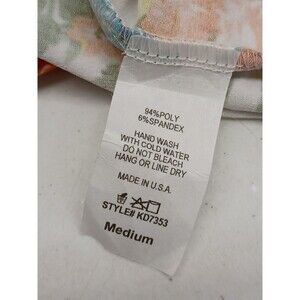 94%POLY
6%SPANDEX
HAND WASH
WITH COLD WATER
DO NOT BLEACH
HANG OR LINE DRY
MADE IN U.S.A.
STYLE# KD7353
Medium